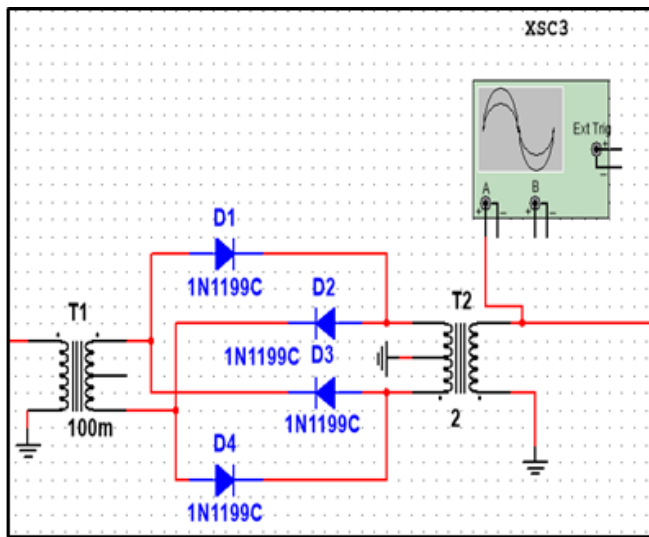 XSC3
Ext Trig
+
−
A
B
+ −
+ −
D1
1N1199C
T1
D2
T2
1N1199C
D3
1N1199C
100m
2
D4
1N1199C